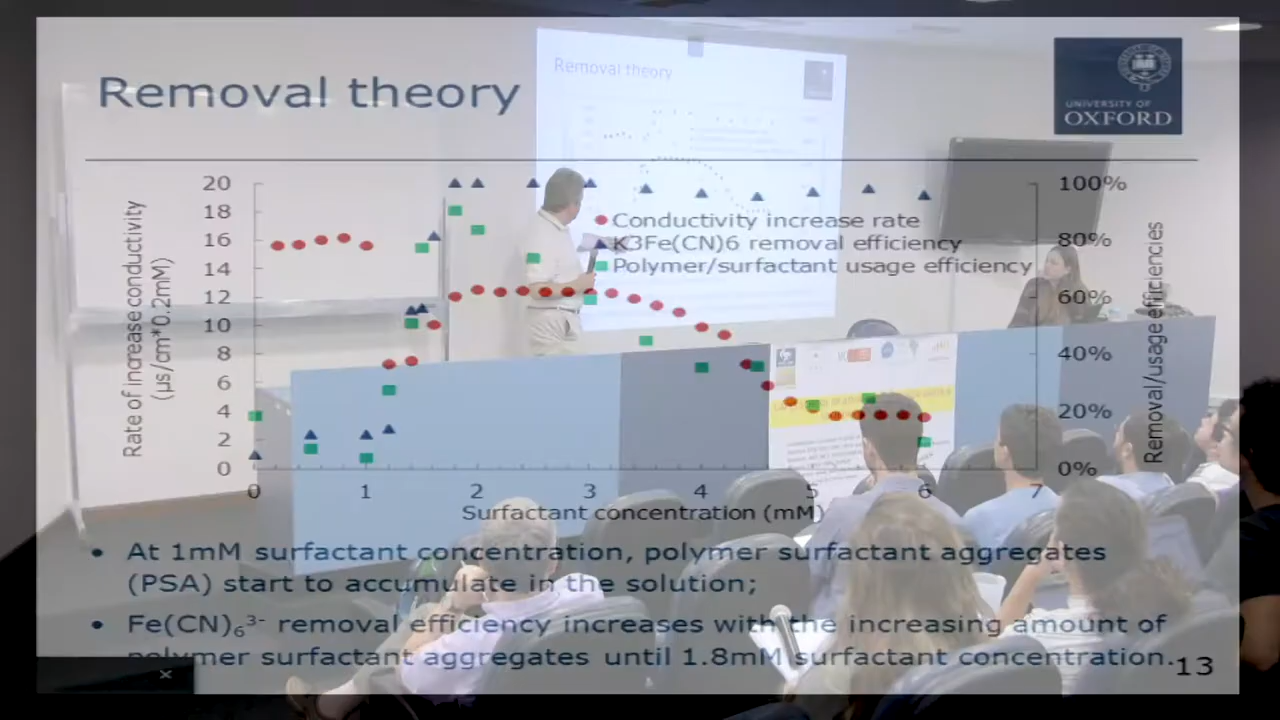 Removal theory
Removal theory
UNIVERSITY OF
OXFORD
20
18
16
14
12
10
8
6
4
2
0
Rate of increase conductivity
(µs/cm*0.2mM)
Conductivity increase rate
K3Fe(CN)6 removal efficiency
Polymer/surfactant usage efficiency
100%
80%
60%
40%
20%
0%
Removal/usage efficiencies
0 1 2 3 4 5 6 7
Surfactant concentration (mM)
• At 1mM surfactant concentration, polymer surfactant aggregates
(PSA) start to accumulate in the solution;
• Fe(CN)₆³⁻ removal efficiency increases with the increasing amount of
polymer surfactant aggregates until 1.8mM surfactant concentration.
13